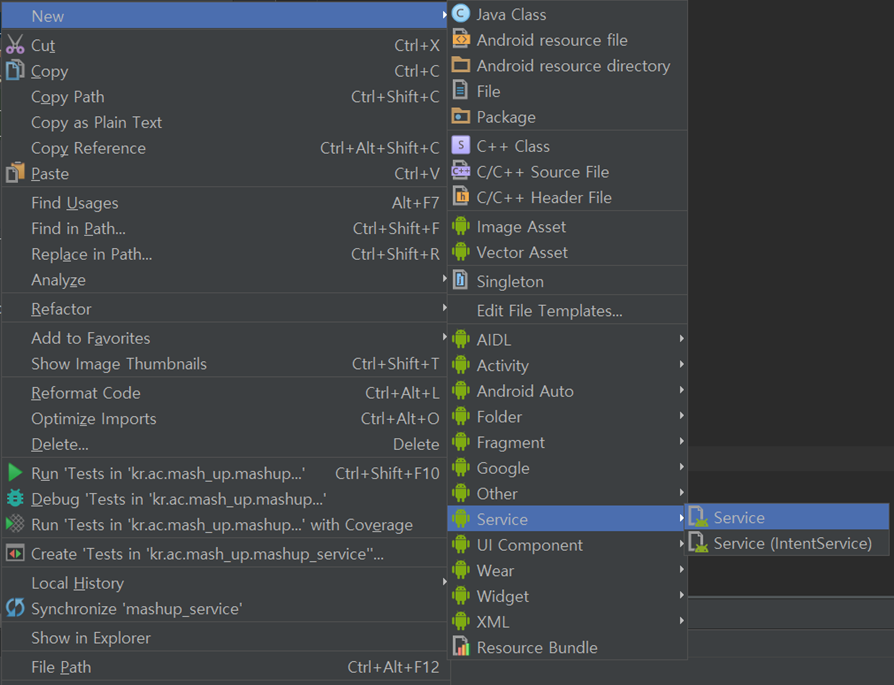 New
Cut Ctrl+X
Copy Ctrl+C
Copy Path Ctrl+Shift+C
Copy as Plain Text
Copy Reference Ctrl+Alt+Shift+C
Paste Ctrl+V
Find Usages Alt+F7
Find in Path... Ctrl+Shift+F
Replace in Path... Ctrl+Shift+R
Analyze
Refactor
Add to Favorites
Show Image Thumbnails Ctrl+Shift+T
Reformat Code Ctrl+Alt+L
Optimize Imports Ctrl+Alt+O
Delete... Delete
Run 'Tests in 'kr.ac.mash_up.mashup...' Ctrl+Shift+F10
Debug 'Tests in 'kr.ac.mash_up.mashup...'
Run 'Tests in 'kr.ac.mash_up.mashup...' with Coverage
Create 'Tests in 'kr.ac.mash_up.mashup_service''...
Local History
Synchronize 'mashup_service'
Show in Explorer
File Path Ctrl+Alt+F12
Java Class
Android resource file
Android resource directory
File
Package
C++ Class
C/C++ Source File
C/C++ Header File
Image Asset
Vector Asset
Singleton
Edit File Templates...
AIDL
Activity
Android Auto
Folder
Fragment
Google
Other
Service
UI Component
Wear
Widget
XML
Resource Bundle
Service
Service (IntentService)